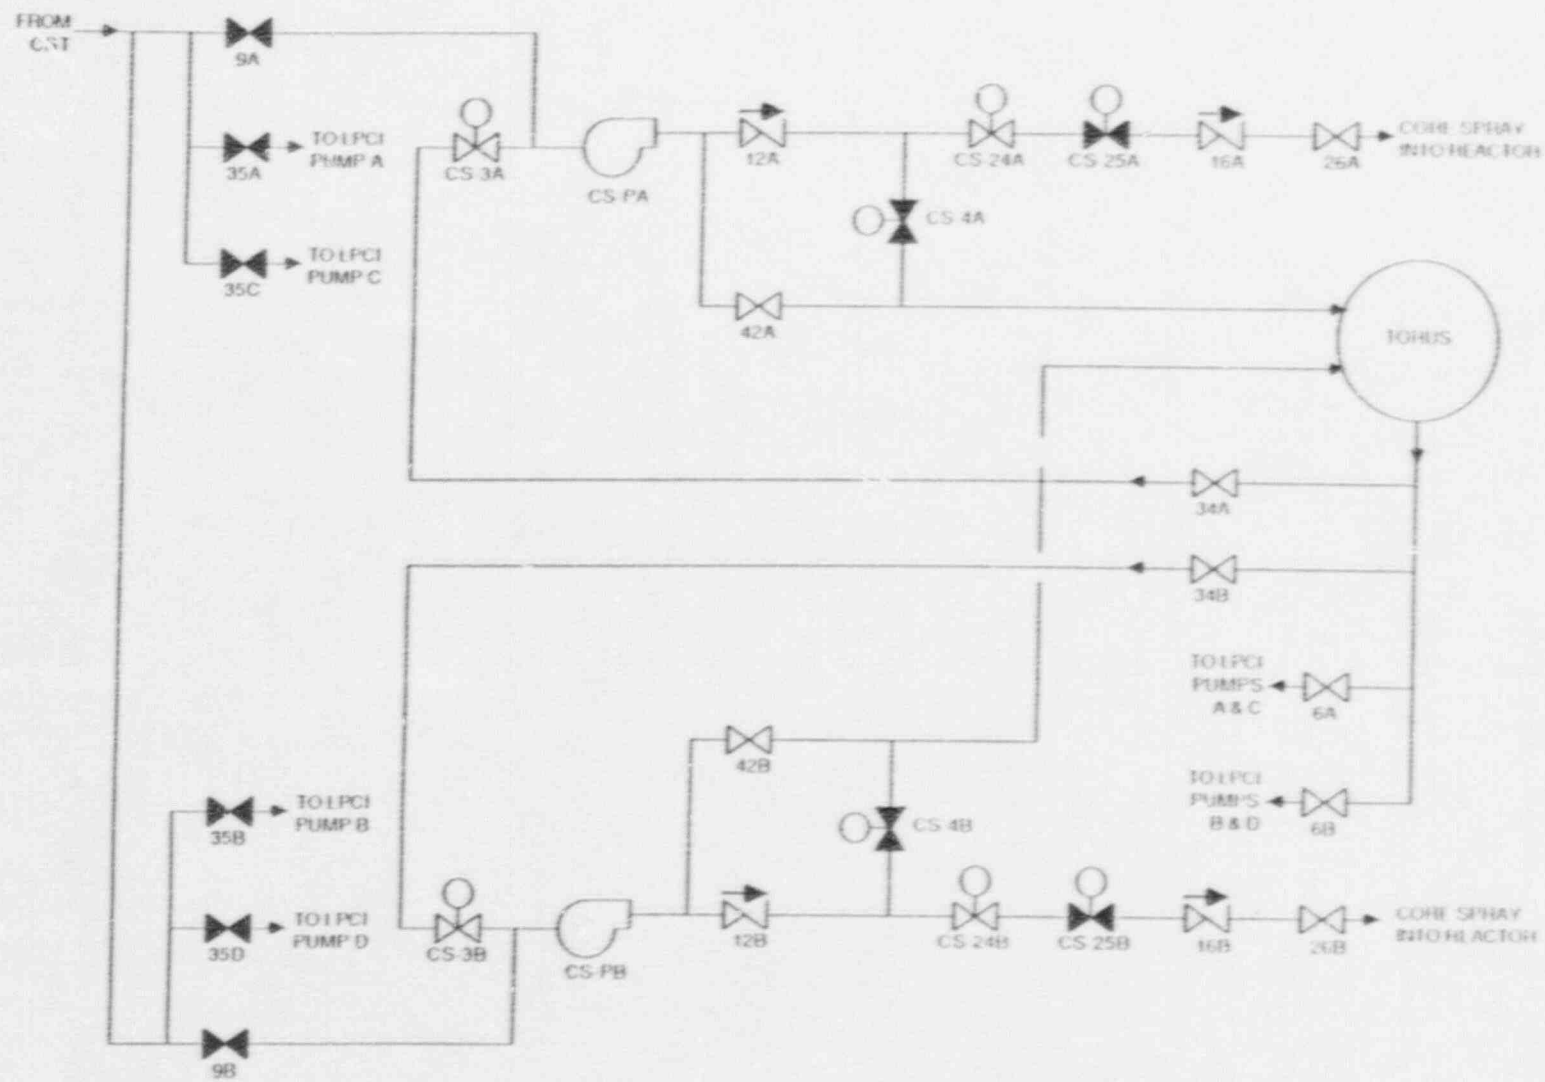 FROM
CST
9A
TO LPCI
PUMP A
35A
TO LPCI
PUMP C
35C
CS-3A
CS-PA
12A
CS-24A
CS-25A
16A
26A
CORE SPRAY
INTO REACTOR
CS-4A
42A
TORUS
34A
34B
TO LPCI
PUMPS
A & C
6A
TO LPCI
PUMPS
B & D
6B
42B
CS-4B
TO LPCI
PUMP B
35B
TO LPCI
PUMP D
35D
CS-3B
CS-PB
12B
CS-24B
CS-25B
16B
26B
CORE SPRAY
INTO REACTOR
9B